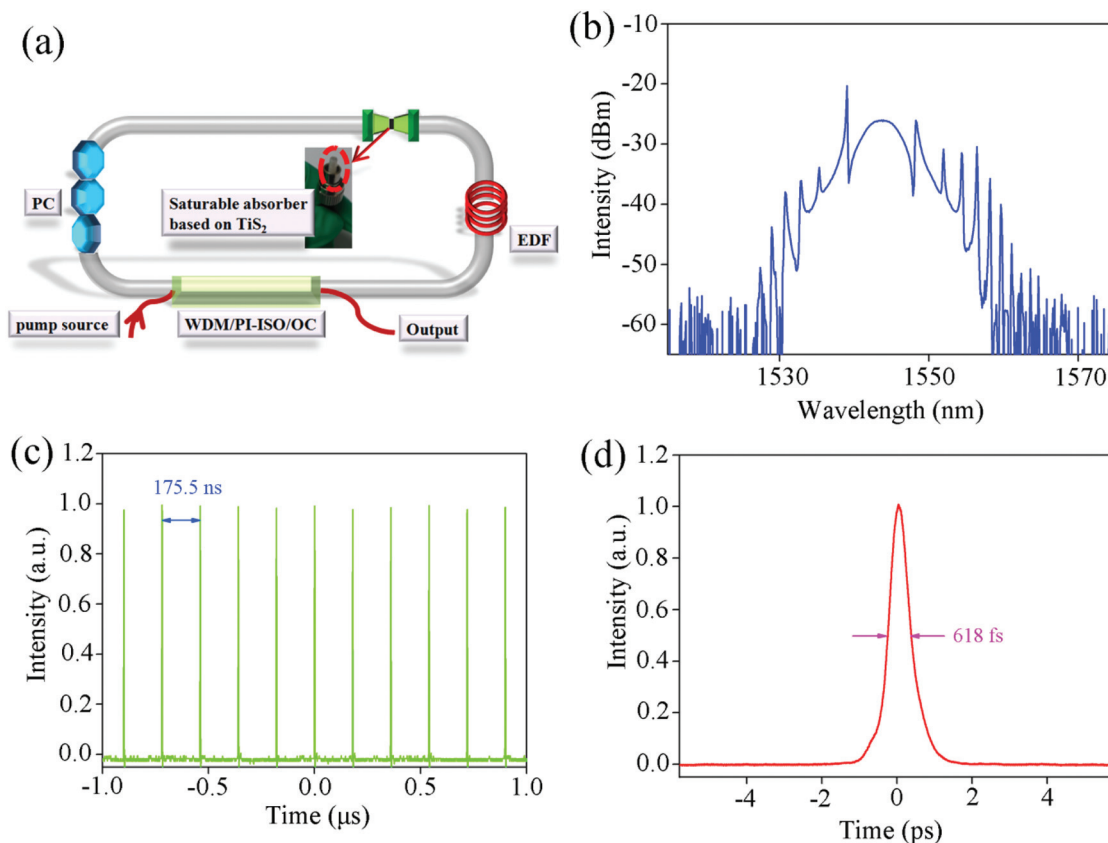 (a)
PC
Saturable absorber
based on TiS₂
EDF
pump source
WDM/PI-ISO/OC
Output
(b)
Intensity (dBm)
-10
-20
-30
-40
-50
-60
1530
1550
1570
Wavelength (nm)
(c)
Intensity (a.u.)
1.2
1.0
0.8
0.6
0.4
0.2
0.0
175.5 ns
-1.0
-0.5
0.0
0.5
1.0
Time (μs)
(d)
Intensity (a.u.)
1.2
1.0
0.8
0.6
0.4
0.2
0.0
618 fs
-4
-2
0
2
4
Time (ps)